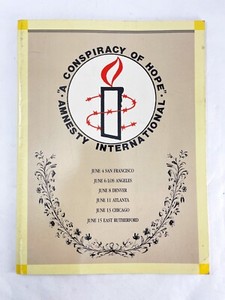 "A CONSPIRACY OF HOPE"
AMNESTY INTERNATIONAL
JUNE 4 SAN FRANCISCO
JUNE 6 LOS ANGELES
JUNE 8 DENVER
JUNE 11 ATLANTA
JUNE 13 CHICAGO
JUNE 15 EAST RUTHERFORD